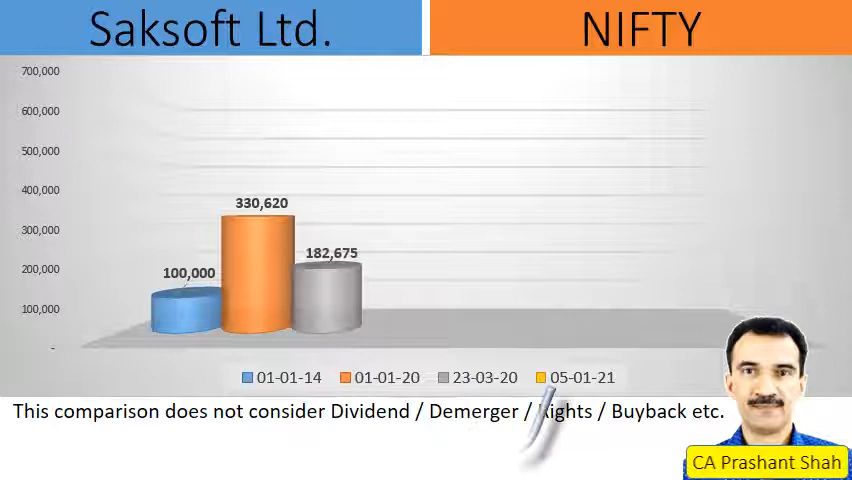 Saksoft Ltd.
NIFTY
700,000
600,000
500,000
400,000
300,000
200,000
100,000
-
100,000
330,620
182,675
01-01-14 01-01-20 23-03-20 05-01-21
This comparison does not consider Dividend / Demerger / Rights / Buyback etc.
CA Prashant Shah